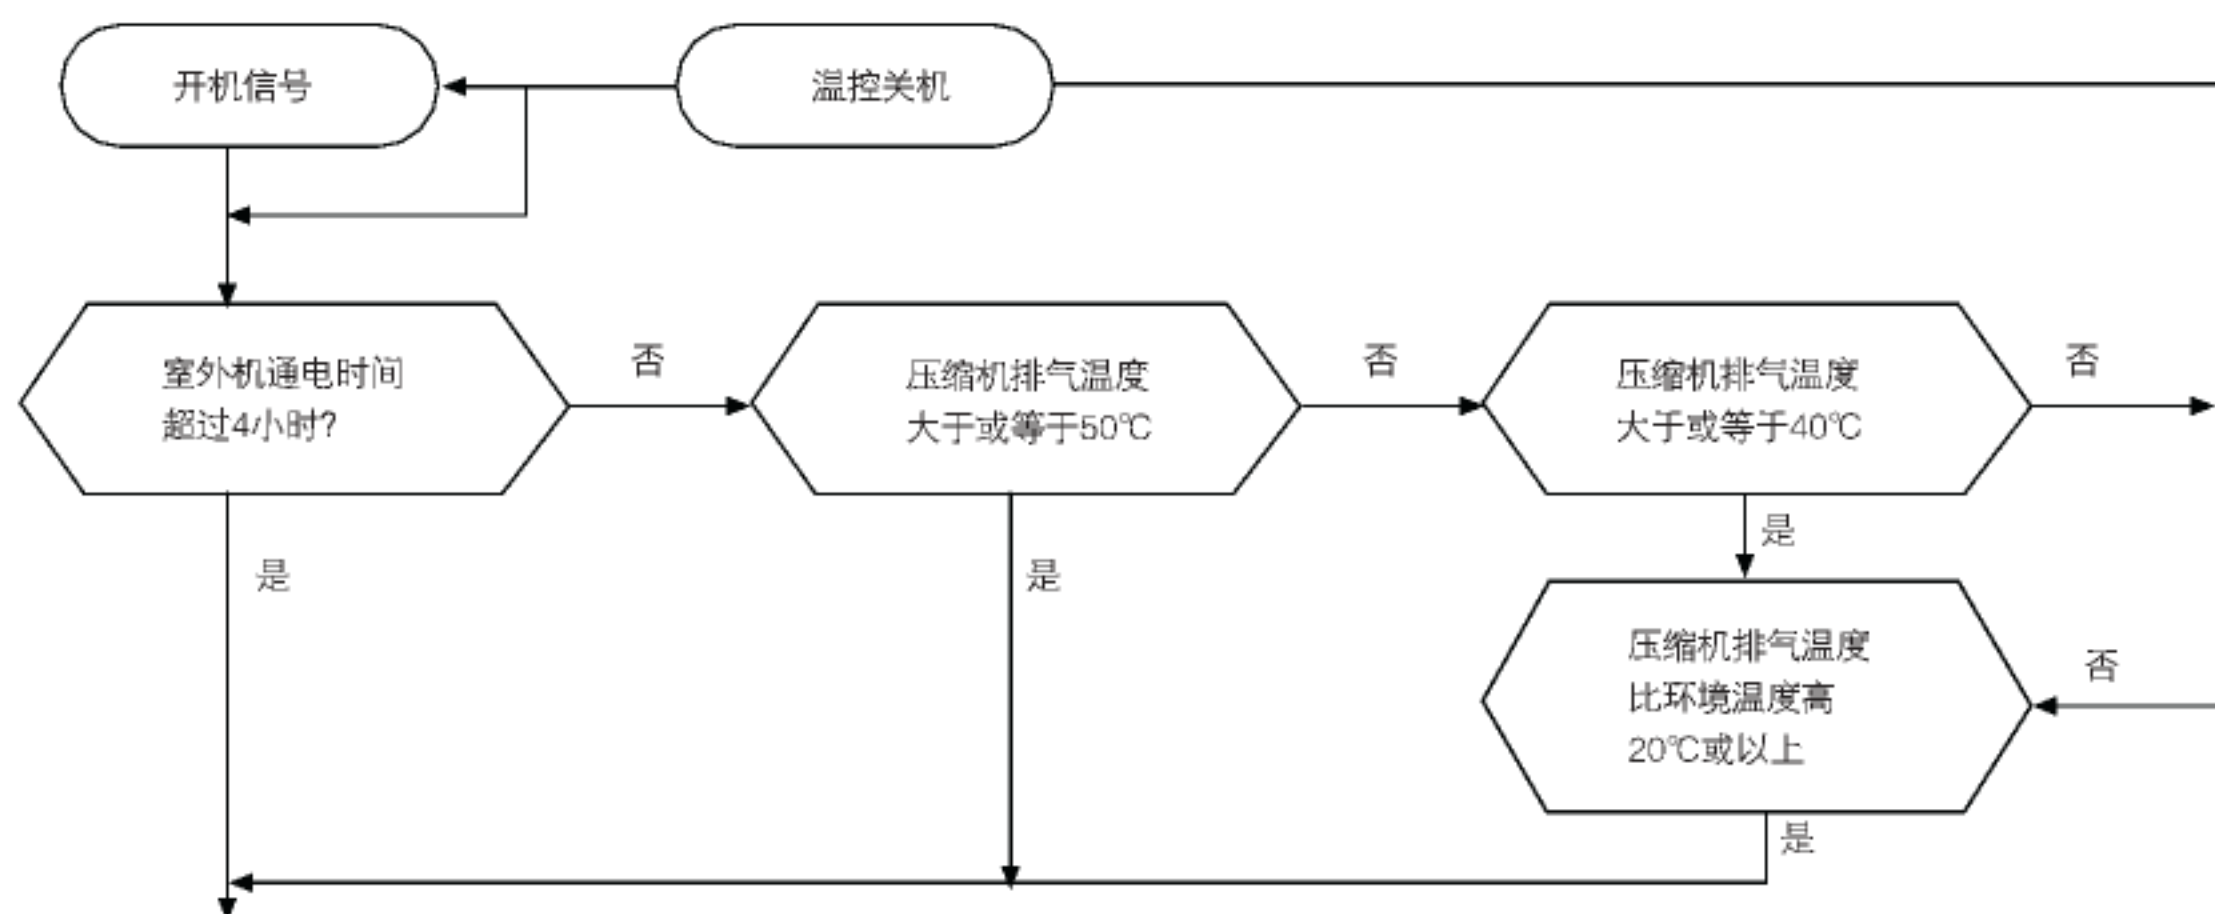 开机信号
温控关机
室外机通电时间
超过4小时?
否
压缩机排气温度
大于或等于50℃
否
压缩机排气温度
大于或等于40℃
否
是
是
是
压缩机排气温度
比环境温度高
20℃或以上
否
是